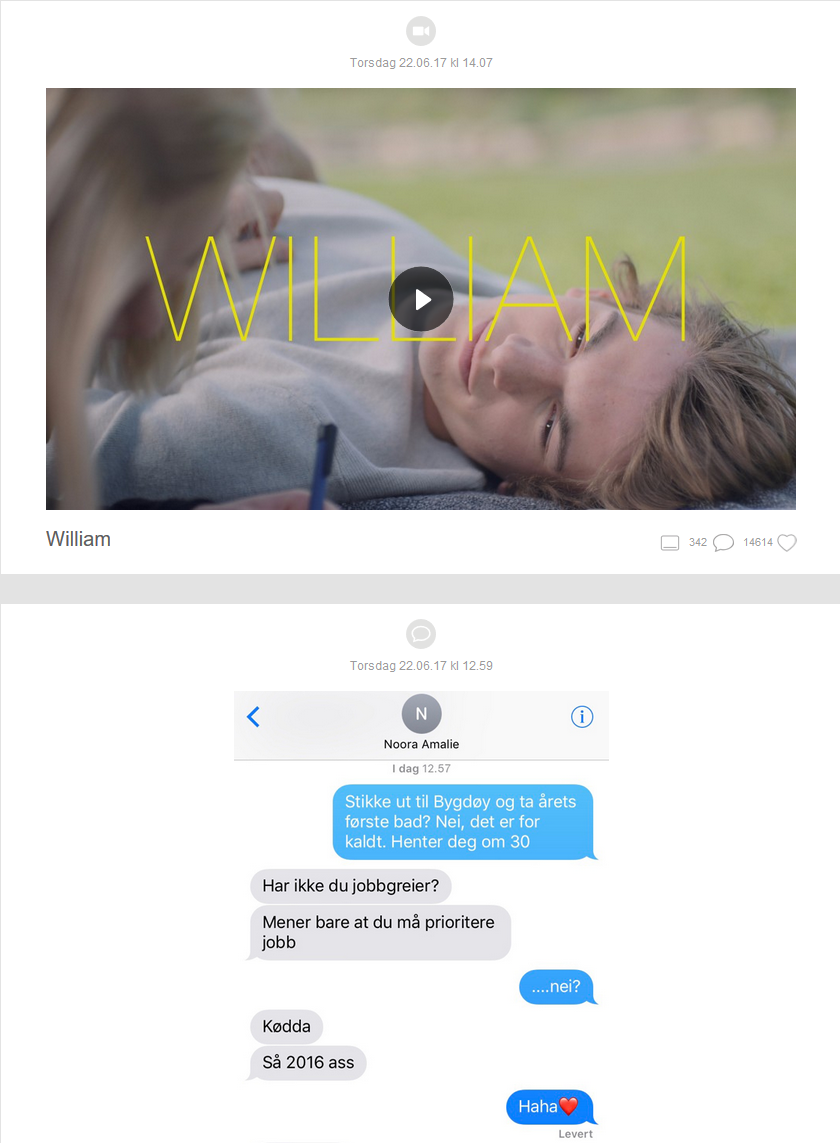 Torsdag 22.06.17 kl 14.07
WILLIAM
William
342
14614
Torsdag 22.06.17 kl 12.59
N
Noora Amalie
I dag 12.57
Stikke ut til Bygdøy og ta årets
første bad? Nei, det er for
kaldt. Henter deg om 30
Har ikke du jobbgreier?
Mener bare at du må prioritere
jobb
....nei?
Kødda
Så 2016 ass
Haha❤️
Levert